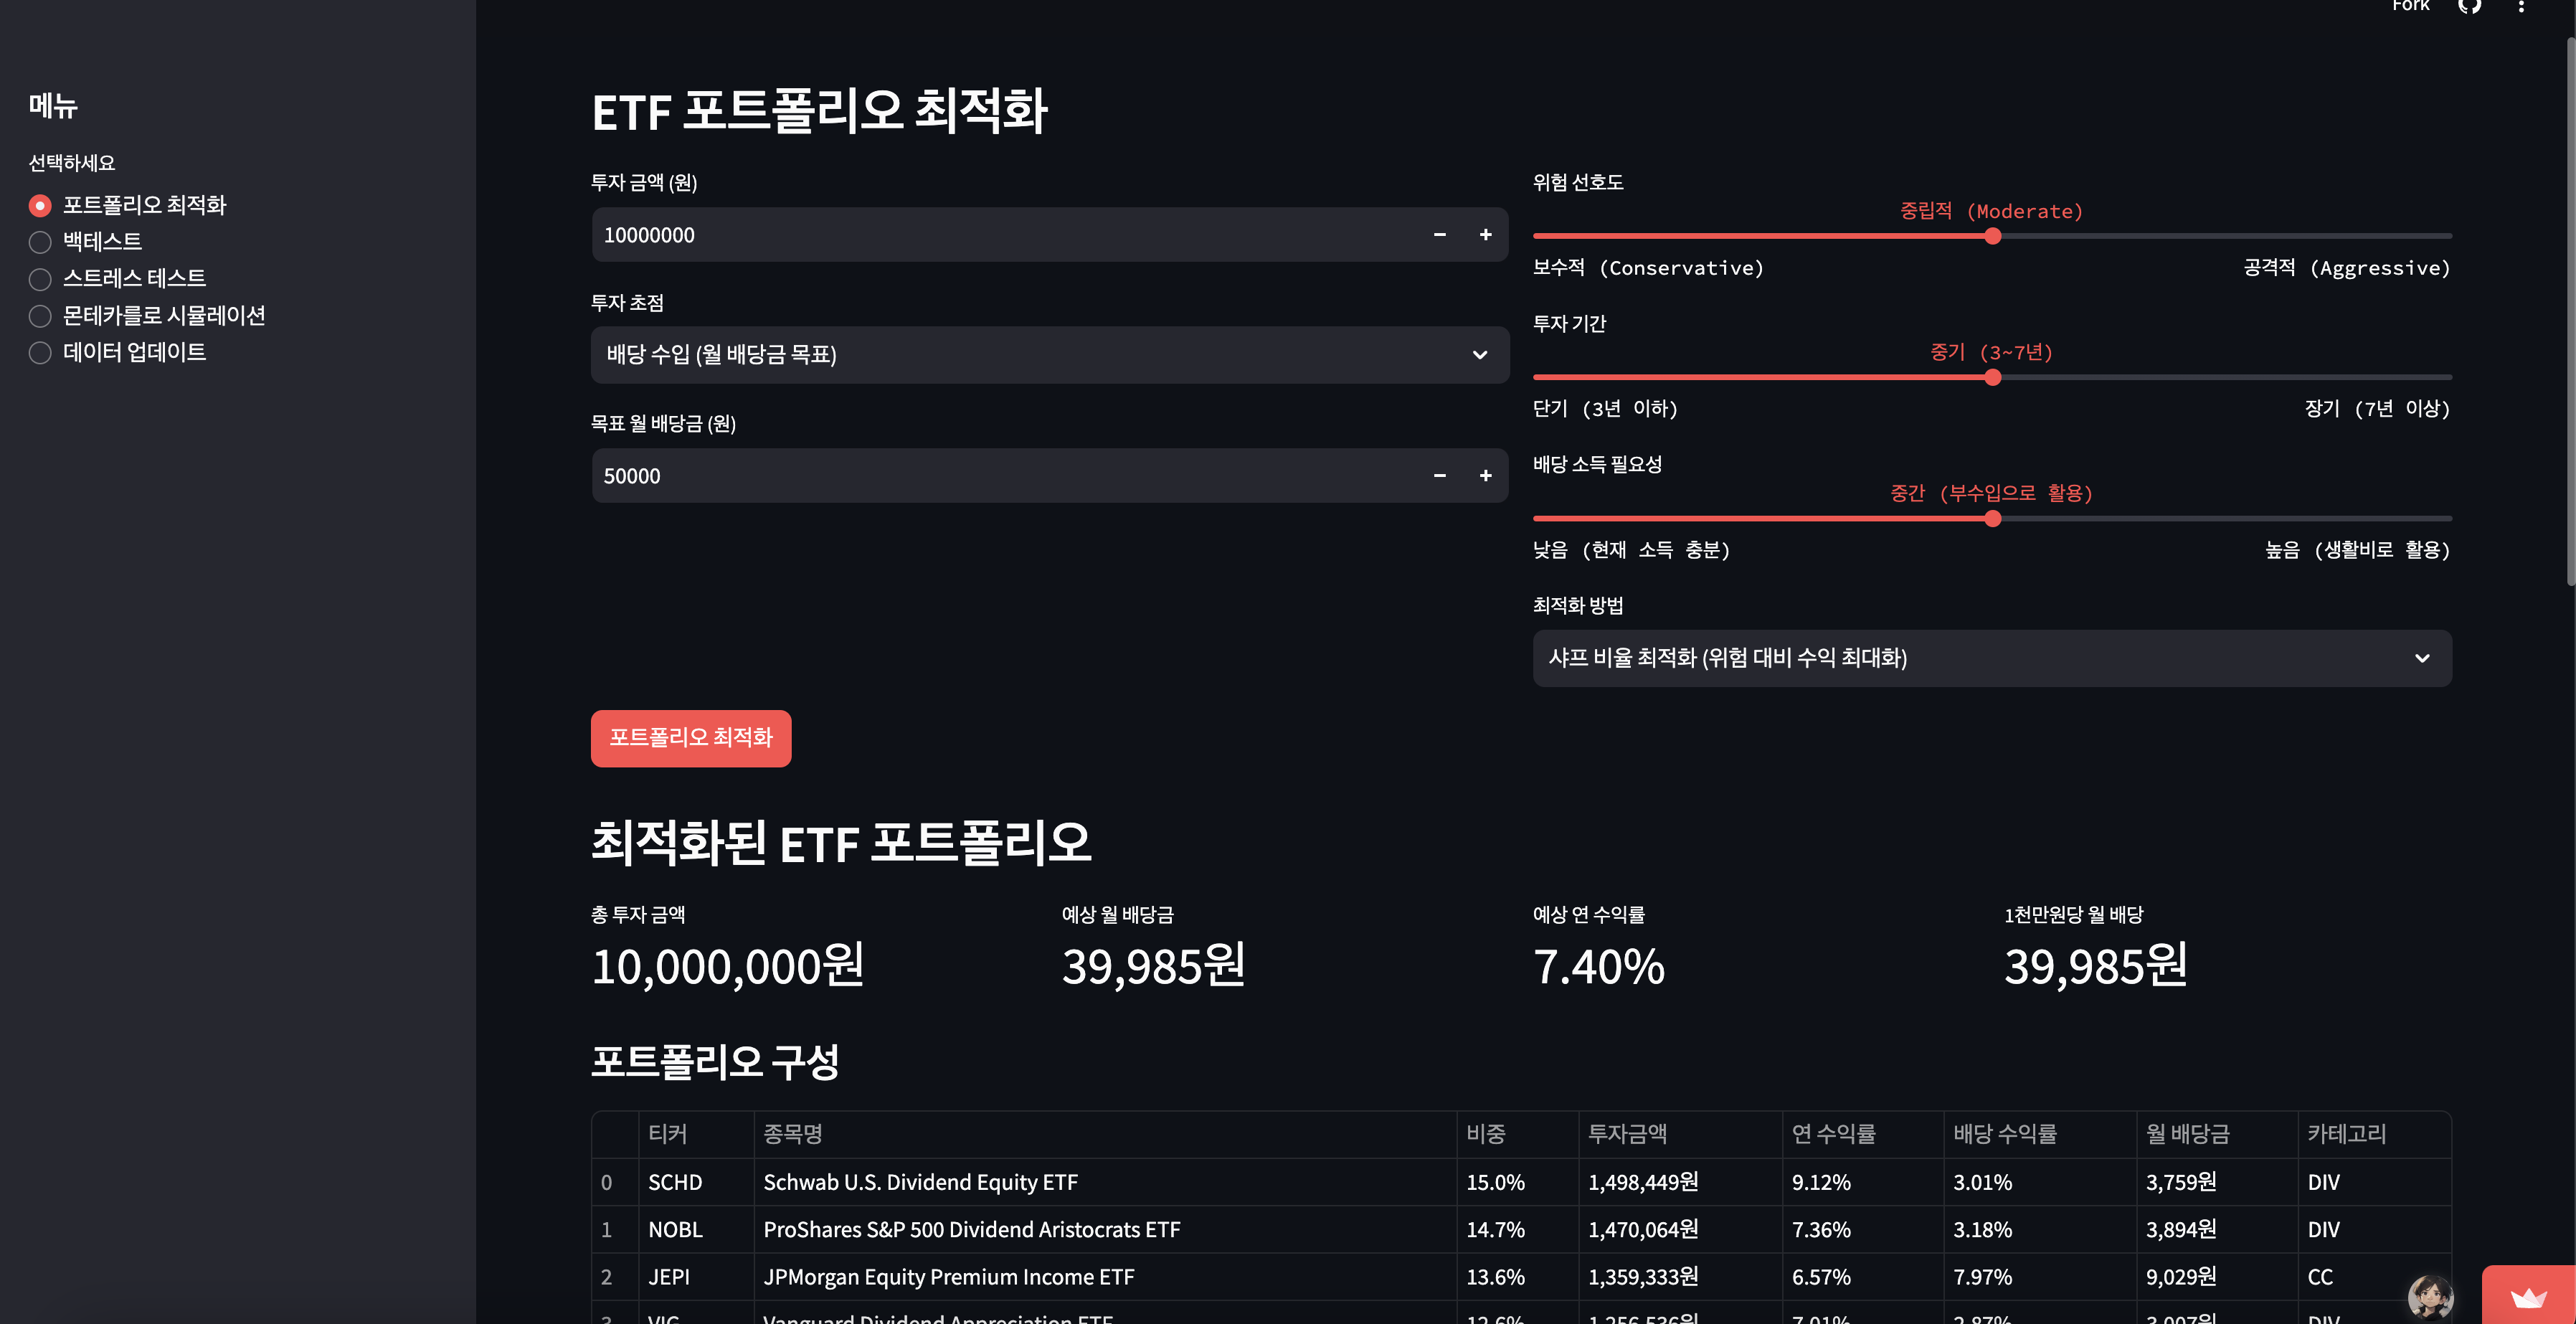 Fork
메뉴
선택하세요
포트폴리오 최적화
백테스트
스트레스 테스트
몬테카를로 시뮬레이션
데이터 업데이트
ETF 포트폴리오 최적화
투자 금액 (원)
10000000
투자 초점
배당 수입 (월 배당금 목표)
목표 월 배당금 (원)
50000
위험 선호도
중립적 (Moderate)
보수적 (Conservative) 공격적 (Aggressive)
투자 기간
중기 (3~7년)
단기 (3년 이하) 장기 (7년 이상)
배당 소득 필요성
중간 (부수입으로 활용)
낮음 (현재 소득 충분) 높음 (생활비로 활용)
최적화 방법
샤프 비율 최적화 (위험 대비 수익 최대화)
포트폴리오 최적화
최적화된 ETF 포트폴리오
총 투자 금액 예상 월 배당금 예상 연 수익률 1천만원당 월 배당
10,000,000원 39,985원 7.40% 39,985원
포트폴리오 구성
티커 종목명 비중 투자금액 연 수익률 배당 수익률 월 배당금 카테고리
0 SCHD Schwab U.S. Dividend Equity ETF 15.0% 1,498,449원 9.12% 3.01% 3,759원 DIV
1 NOBL ProShares S&P 500 Dividend Aristocrats ETF 14.7% 1,470,064원 7.36% 3.18% 3,894원 DIV
2 JEPI JPMorgan Equity Premium Income ETF 13.6% 1,359,333원 6.57% 7.97% 9,029원 CC
3 VIG Vanguard Dividend Appreciation ETF 12.6% 1,256,536원 7.01% 2.87% 3,007원 DIV